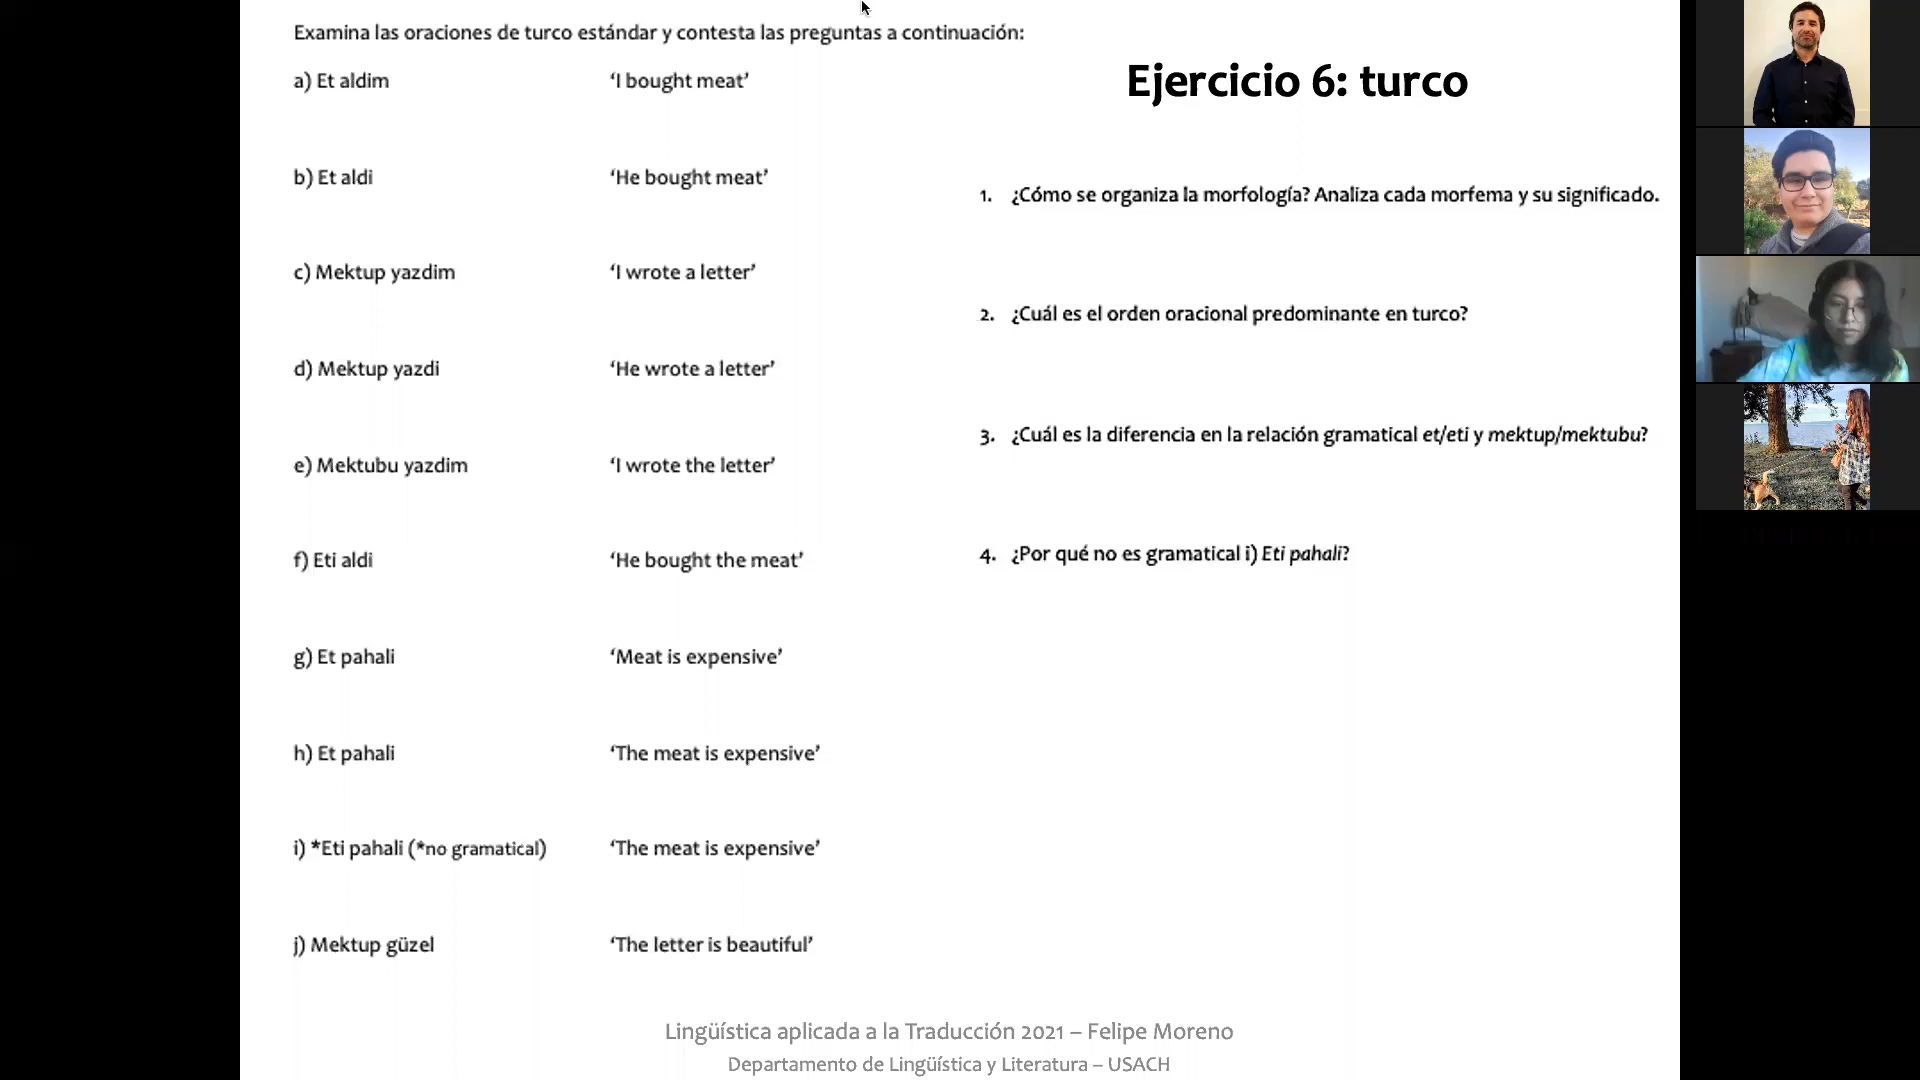 Examina las oraciones de turco estándar y contesta las preguntas a continuación:
a) Et aldim ‘I bought meat’
b) Et aldi ‘He bought meat’
c) Mektup yazdim ‘I wrote a letter’
d) Mektup yazdi ‘He wrote a letter’
e) Mektubu yazdim ‘I wrote the letter’
f) Eti aldi ‘He bought the meat’
g) Et pahali ‘Meat is expensive’
h) Et pahali ‘The meat is expensive’
i) *Eti pahali (*no gramatical) ‘The meat is expensive’
j) Mektup güzel ‘The letter is beautiful’
Ejercicio 6: turco
1. ¿Cómo se organiza la morfología? Analiza cada morfema y su significado.
2. ¿Cuál es el orden oracional predominante en turco?
3. ¿Cuál es la diferencia en la relación gramatical et/eti y mektup/mektubu?
4. ¿Por qué no es gramatical i) Eti pahali?
Lingüística aplicada a la Traducción 2021 – Felipe Moreno
Departamento de Lingüística y Literatura – USACH